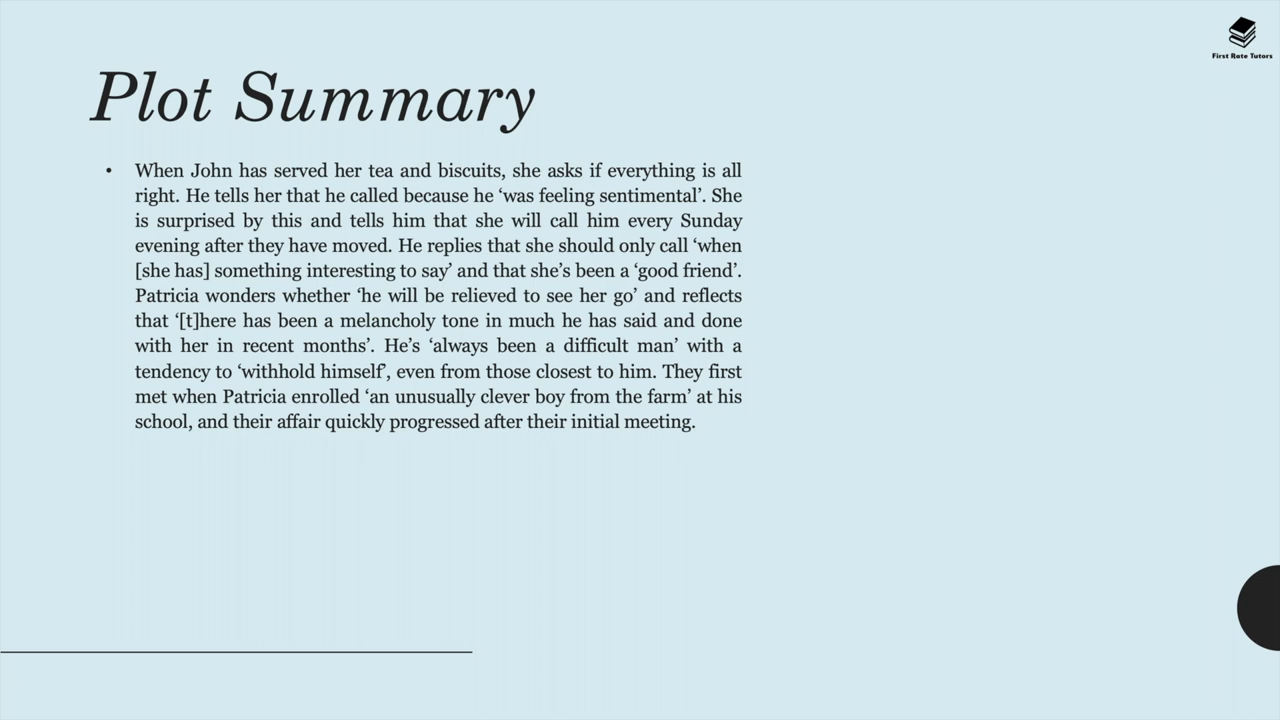 First Rate Tutors
Plot Summary
• When John has served her tea and biscuits, she asks if everything is all
right. He tells her that he called because he ‘was feeling sentimental’. She
is surprised by this and tells him that she will call him every Sunday
evening after they have moved. He replies that she should only call ‘when
[she has] something interesting to say’ and that she’s been a ‘good friend’.
Patricia wonders whether ‘he will be relieved to see her go’ and reflects
that ‘[t]here has been a melancholy tone in much he has said and done
with her in recent months’. He’s ‘always been a difficult man’ with a
tendency to ‘withhold himself’, even from those closest to him. They first
met when Patricia enrolled ‘an unusually clever boy from the farm’ at his
school, and their affair quickly progressed after their initial meeting.